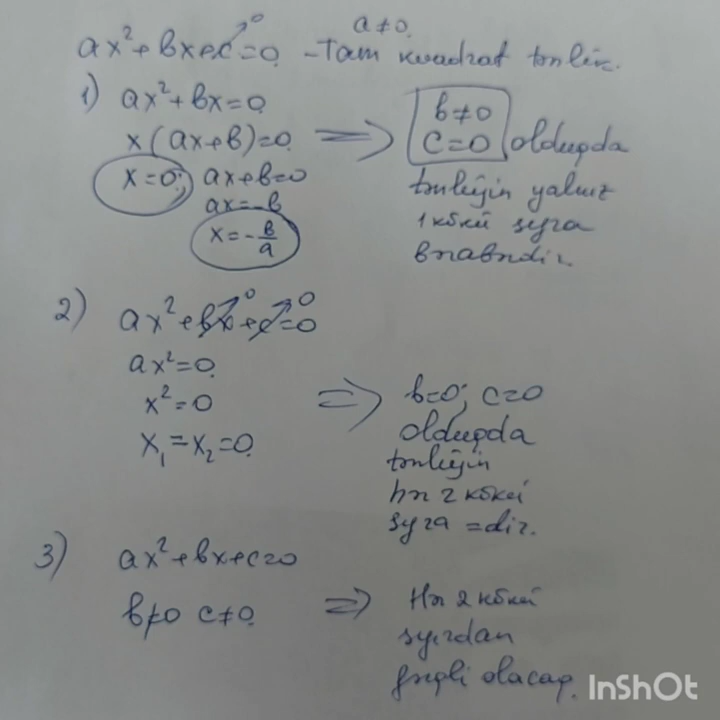 a≠0
ax²+bx+c=0 - Tam kvadrat tənlik.
1) ax²+bx=0
x(ax+b)=0 ⇒ b≠0 C=0 olduqda
x=0; ax+b=0 tənliyin yalnız
ax=-b 1 kökü sıfıra
x=-b/a bərabərdir.
2) ax²+bx+c=0
ax²=0
x²=0 ⇒ b=0; c=0
x₁=x₂=0 olduqda
tənliyin
hər 2 kökü
sıfıra =dir.
3) ax²+bx+c=0
b≠0 c≠0 ⇒ Hər 2 kökü
sıfırdan
fərqli olacaq.
InShOt